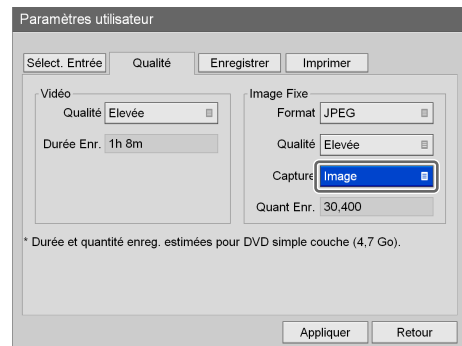 Paramètres utilisateur
Sélect. Entrée Qualité Enregistrer Imprimer
Vidéo
Qualité Elevée
Durée Enr. 1h 8m
Image Fixe
Format JPEG
Qualité Elevée
Capture Image
Quant Enr. 30,400
* Durée et quantité enreg. estimées pour DVD simple couche (4,7 Go).
Appliquer Retour